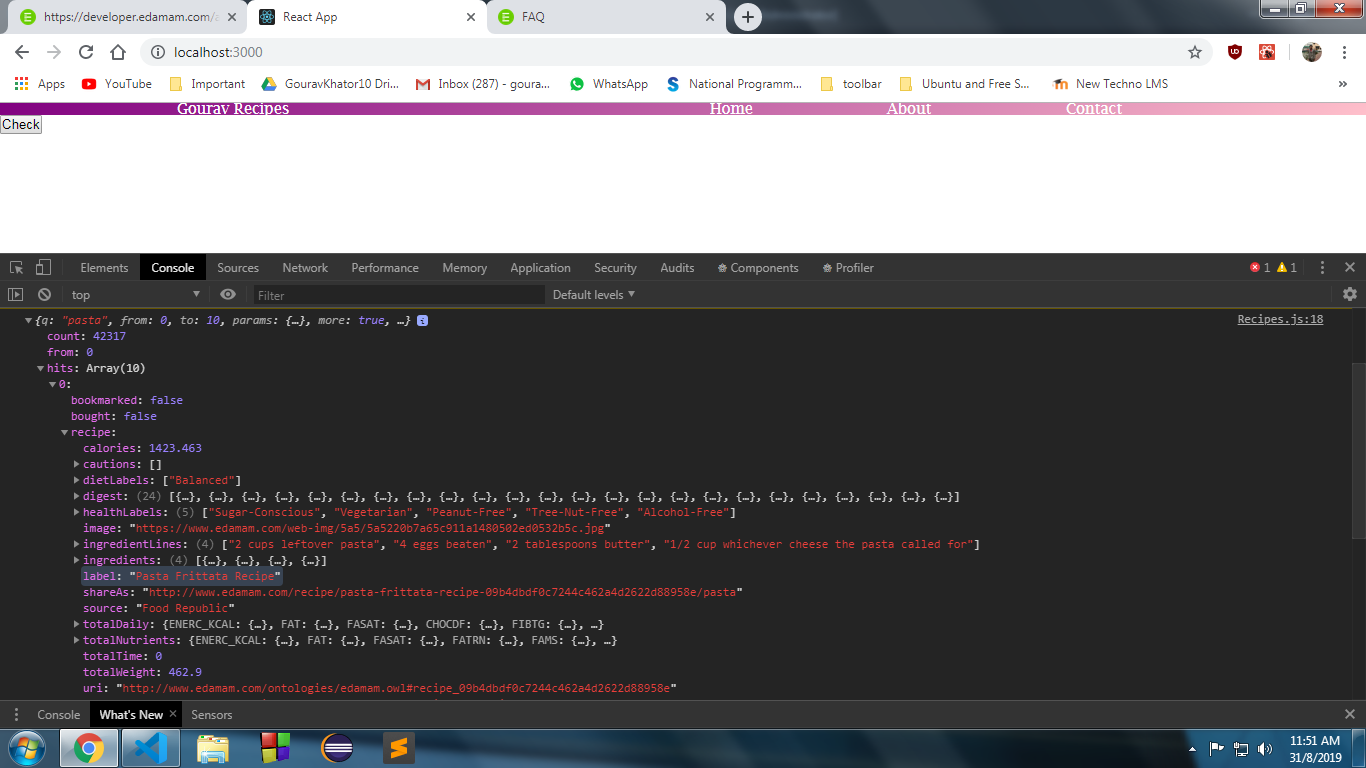 https://developer.edamam.com/a
React App
FAQ
localhost:3000
Apps
YouTube
Important
GouravKhator10 Dri...
Inbox (287) - goura...
WhatsApp
National Programm...
toolbar
Ubuntu and Free S...
New Techno LMS
»
Gourav Recipes Home About Contact
Check
Elements Console Sources Network Performance Memory Application Security Audits Components Profiler 1 1
top Filter Default levels
{q: "pasta", from: 0, to: 10, params: {…}, more: true, …} Recipes.js:18
count: 42317
from: 0
hits: Array(10)
0:
bookmarked: false
bought: false
recipe:
calories: 1423.463
cautions: []
dietLabels: ["Balanced"]
digest: (24) [{…}, {…}, {…}, {…}, {…}, {…}, {…}, {…}, {…}, {…}, {…}, {…}, {…}, {…}, {…}, {…}, {…}, {…}, {…}, {…}, {…}, {…}, {…}, {…}]
healthLabels: (5) ["Sugar-Conscious", "Vegetarian", "Peanut-Free", "Tree-Nut-Free", "Alcohol-Free"]
image: "https://www.edamam.com/web-img/5a5/5a5220b7a65c911a1480502ed0532b5c.jpg"
ingredientLines: (4) ["2 cups leftover pasta", "4 eggs beaten", "2 tablespoons butter", "1/2 cup whichever cheese the pasta called for"]
ingredients: (4) [{…}, {…}, {…}, {…}]
label: "Pasta Frittata Recipe"
shareAs: "http://www.edamam.com/recipe/pasta-frittata-recipe-09b4dbdf0c7244c462a4d2622d88958e/pasta"
source: "Food Republic"
totalDaily: {ENERC_KCAL: {…}, FAT: {…}, FASAT: {…}, CHOCDF: {…}, FIBTG: {…}, …}
totalNutrients: {ENERC_KCAL: {…}, FAT: {…}, FASAT: {…}, FATRN: {…}, FAMS: {…}, …}
totalTime: 0
totalWeight: 462.9
uri: "http://www.edamam.com/ontologies/edamam.owl#recipe_09b4dbdf0c7244c462a4d2622d88958e"
Console What's New Sensors
11:51 AM
31/8/2019